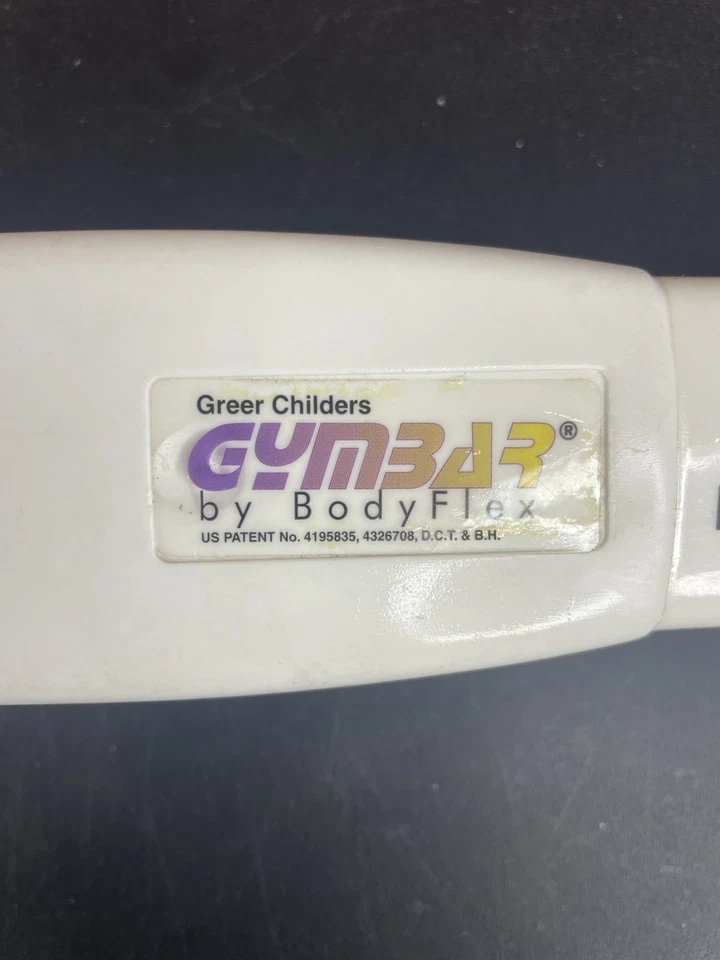 Greer Childers
GYMBAR®
by BodyFlex
US PATENT No. 4195835, 4326708, D.C.T. & B.H.